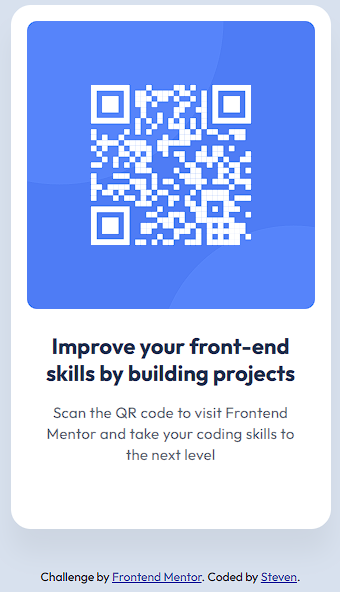 Improve your front-end
skills by building projects
Scan the QR code to visit Frontend
Mentor and take your coding skills to
the next level
Challenge by Frontend Mentor. Coded by Steven.